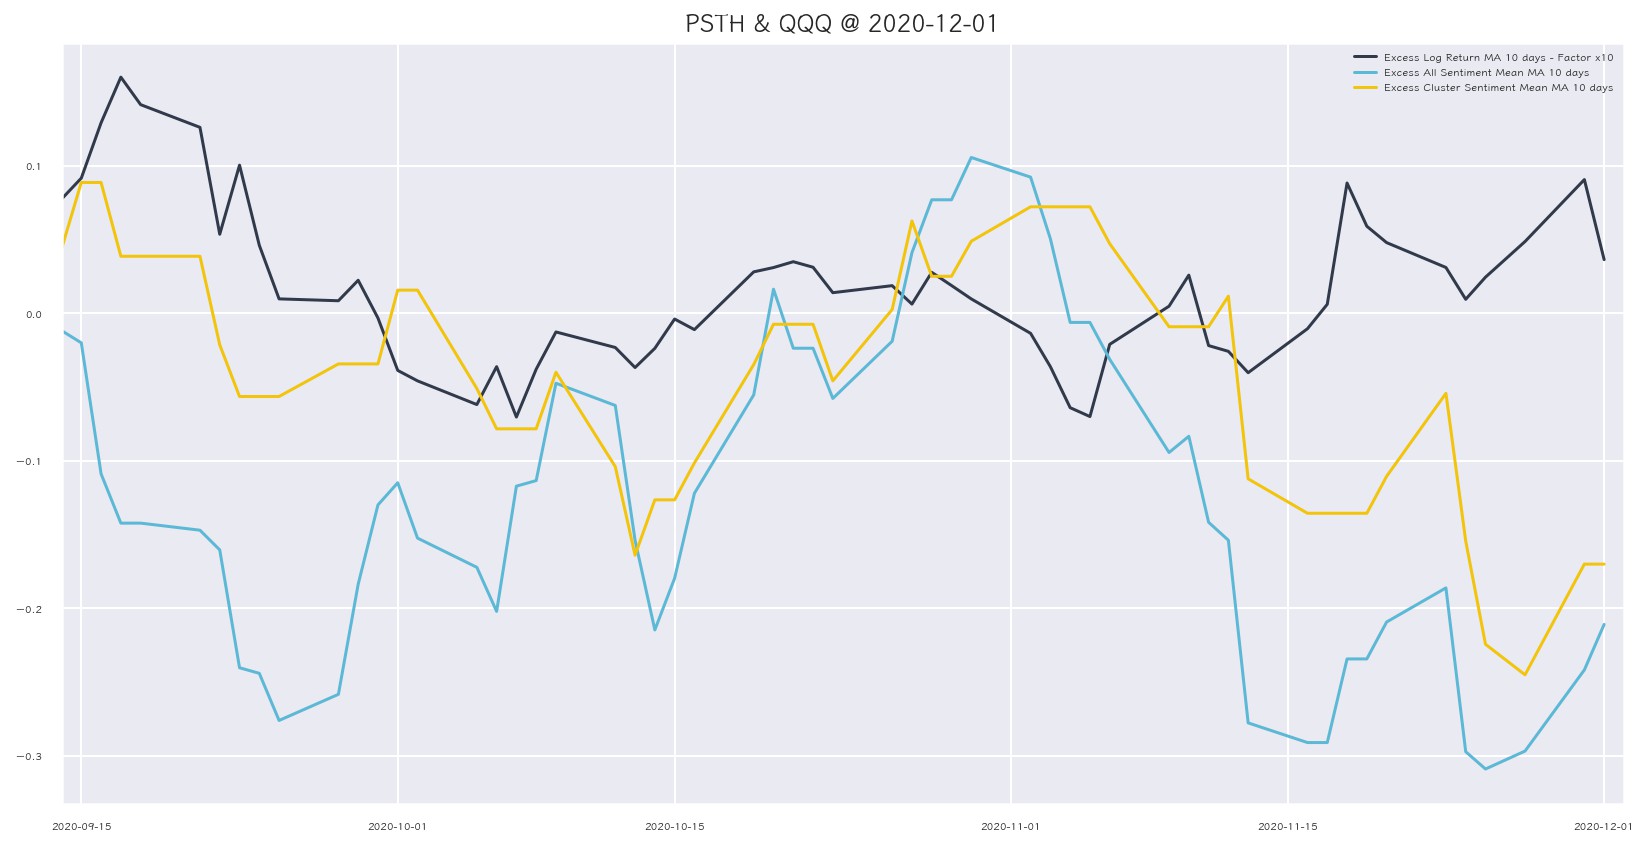 PSTH & QQQ @ 2020-12-01
Excess Log Return MA 10 days - Factor x10
Excess All Sentiment Mean MA 10 days
Excess Cluster Sentiment Mean MA 10 days
0.1
0.0
−0.1
−0.2
−0.3
2020-09-15
2020-10-01
2020-10-15
2020-11-01
2020-11-15
2020-12-01